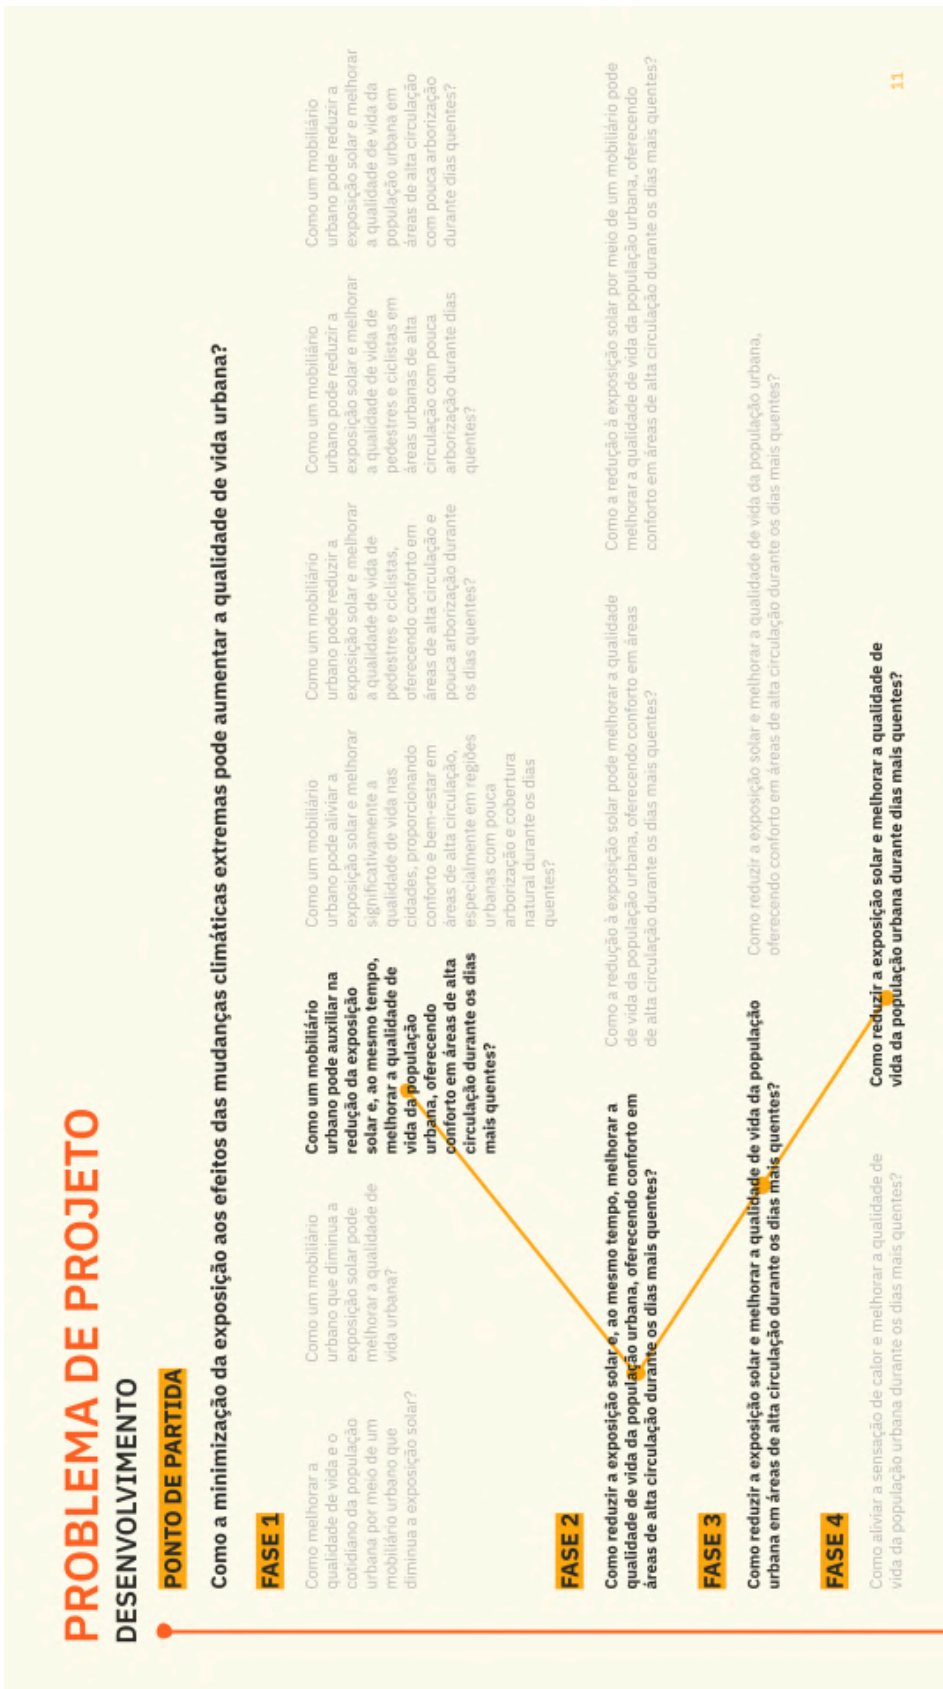 PROBLEMA DE PROJETO
DESENVOLVIMENTO
PONTO DE PARTIDA
Como a minimização da exposição aos efeitos das mudanças climáticas extremas pode aumentar a qualidade de vida urbana?
FASE 1
Como melhorar a
qualidade de vida e o
cotidiano da população
urbana por meio de um
mobiliário urbano que
diminua a exposição solar?
Como um mobiliário
urbano que diminua a
exposição solar pode
melhorar a qualidade de
vida urbana?
Como um mobiliário
urbano pode auxiliar na
redução da exposição
solar e, ao mesmo tempo,
melhorar a qualidade de
vida da população
urbana, oferecendo
conforto em áreas de alta
circulação durante os dias
mais quentes?
Como um mobiliário
urbano pode aliviar a
exposição solar e melhorar
significativamente a
qualidade de vida nas
cidades, proporcionando
conforto e bem-estar em
áreas de alta circulação,
especialmente em regiões
urbanas com pouca
arborização e cobertura
natural durante os dias
quentes?
Como um mobiliário
urbano pode reduzir a
exposição solar e melhorar
a qualidade de vida de
pedestres e ciclistas,
oferecendo conforto em
áreas de alta circulação e
pouca arborização durante
os dias quentes?
Como um mobiliário
urbano pode reduzir a
exposição solar e melhorar
a qualidade de vida de
pedestres e ciclistas em
áreas urbanas de alta
circulação com pouca
arborização durante dias
quentes?
Como um mobiliário
urbano pode reduzir a
exposição solar e melhorar
a qualidade de vida da
população urbana em
áreas de alta circulação
com pouca arborização
durante dias quentes?
FASE 2
Como reduzir a exposição solar e, ao mesmo tempo, melhorar a
qualidade de vida da população urbana, oferecendo conforto em
áreas de alta circulação durante os dias mais quentes?
Como a redução à exposição solar pode melhorar a qualidade
de vida da população urbana, oferecendo conforto em áreas
de alta circulação durante os dias mais quentes?
Como a redução à exposição solar por meio de um mobiliário pode
melhorar a qualidade de vida da população urbana, oferecendo
conforto em áreas de alta circulação durante os dias mais quentes?
FASE 3
Como reduzir a exposição solar e melhorar a qualidade de vida da população
urbana em áreas de alta circulação durante os dias mais quentes?
Como reduzir a exposição solar e melhorar a qualidade de vida da população urbana,
oferecendo conforto em áreas de alta circulação durante os dias mais quentes?
FASE 4
Como aliviar a sensação de calor e melhorar a qualidade de
vida da população urbana durante os dias mais quentes?
Como reduzir a exposição solar e melhorar a qualidade de
vida da população urbana durante dias mais quentes?
11